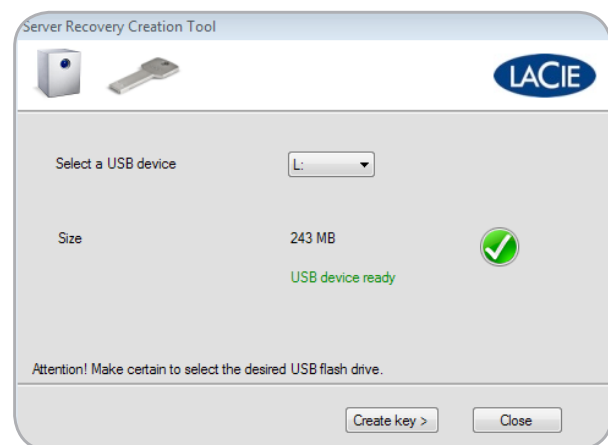 Server Recovery Creation Tool
LACIE
Select a USB device
L:
Size
243 MB
USB device ready
Attention! Make certain to select the desired USB flash drive.
Create key >
Close